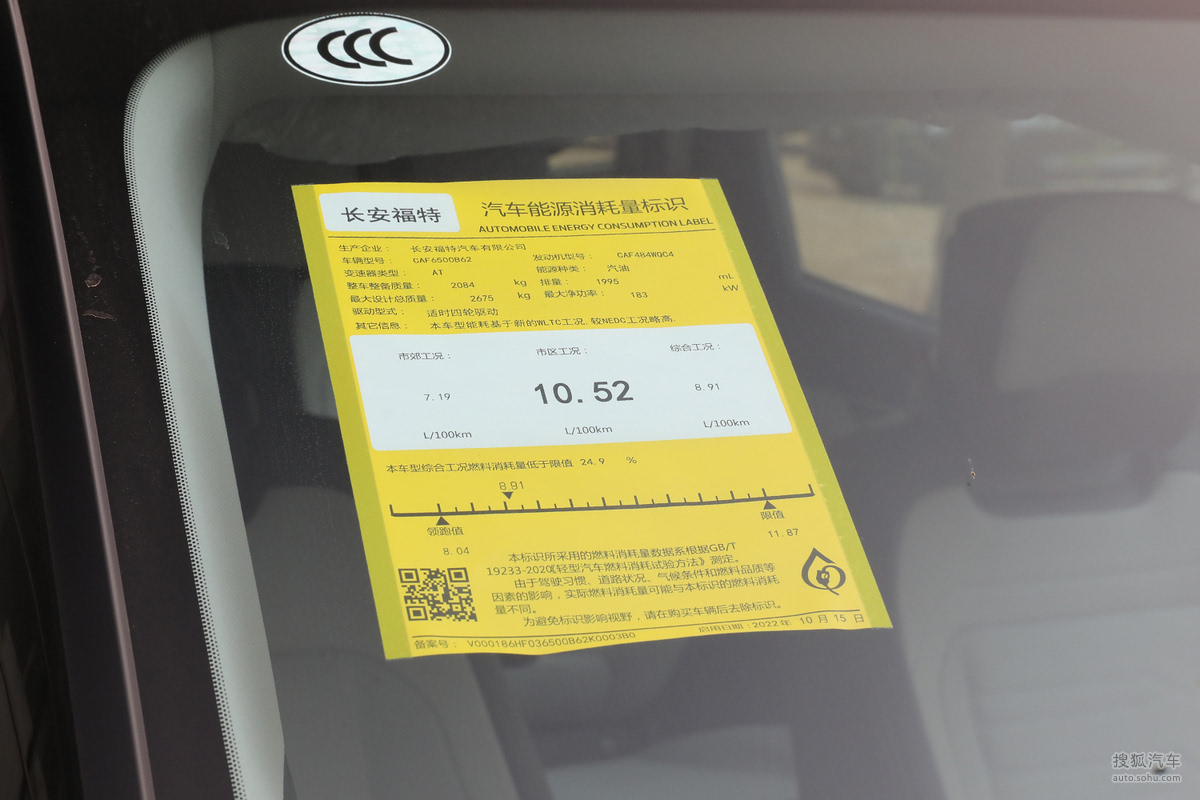 CCC
长安福特
汽车能源消耗量标识
AUTOMOBILE ENERGY CONSUMPTION LABEL
生产企业： 长安福特汽车有限公司
车辆型号： CAF6500B62 发动机型号： CAF484WQC4
变速器类型： AT 能源种类： 汽油
整车整备质量： 2084 kg 排量： 1995 mL
最大设计总质量： 2675 kg 最大净功率： 183 kW
驱动型式： 适时四轮驱动
其它信息： 本车型能耗基于新的WLTC工况,较NEDC工况略高.
市郊工况： 市区工况： 综合工况：
7.19 10.52 8.91
L/100km L/100km L/100km
本车型综合工况燃料消耗量低于限值 24.9 %
8.91
领跑值 限值
8.04 11.87
本标识所采用的燃料消耗量数据系根据GB/T
19233-2020《轻型汽车燃料消耗试验方法》测定。
由于驾驶习惯、道路状况、气候条件和燃料品质等
因素的影响，实际燃料消耗量可能与本标识的燃料消耗
量不同。
为避免标识影响视野，请在购买车辆后去除标识。
备案号： V000186HF036500B62K0003B0 启用日期：2022年 10月 15日
搜狐汽车
auto.sohu.com